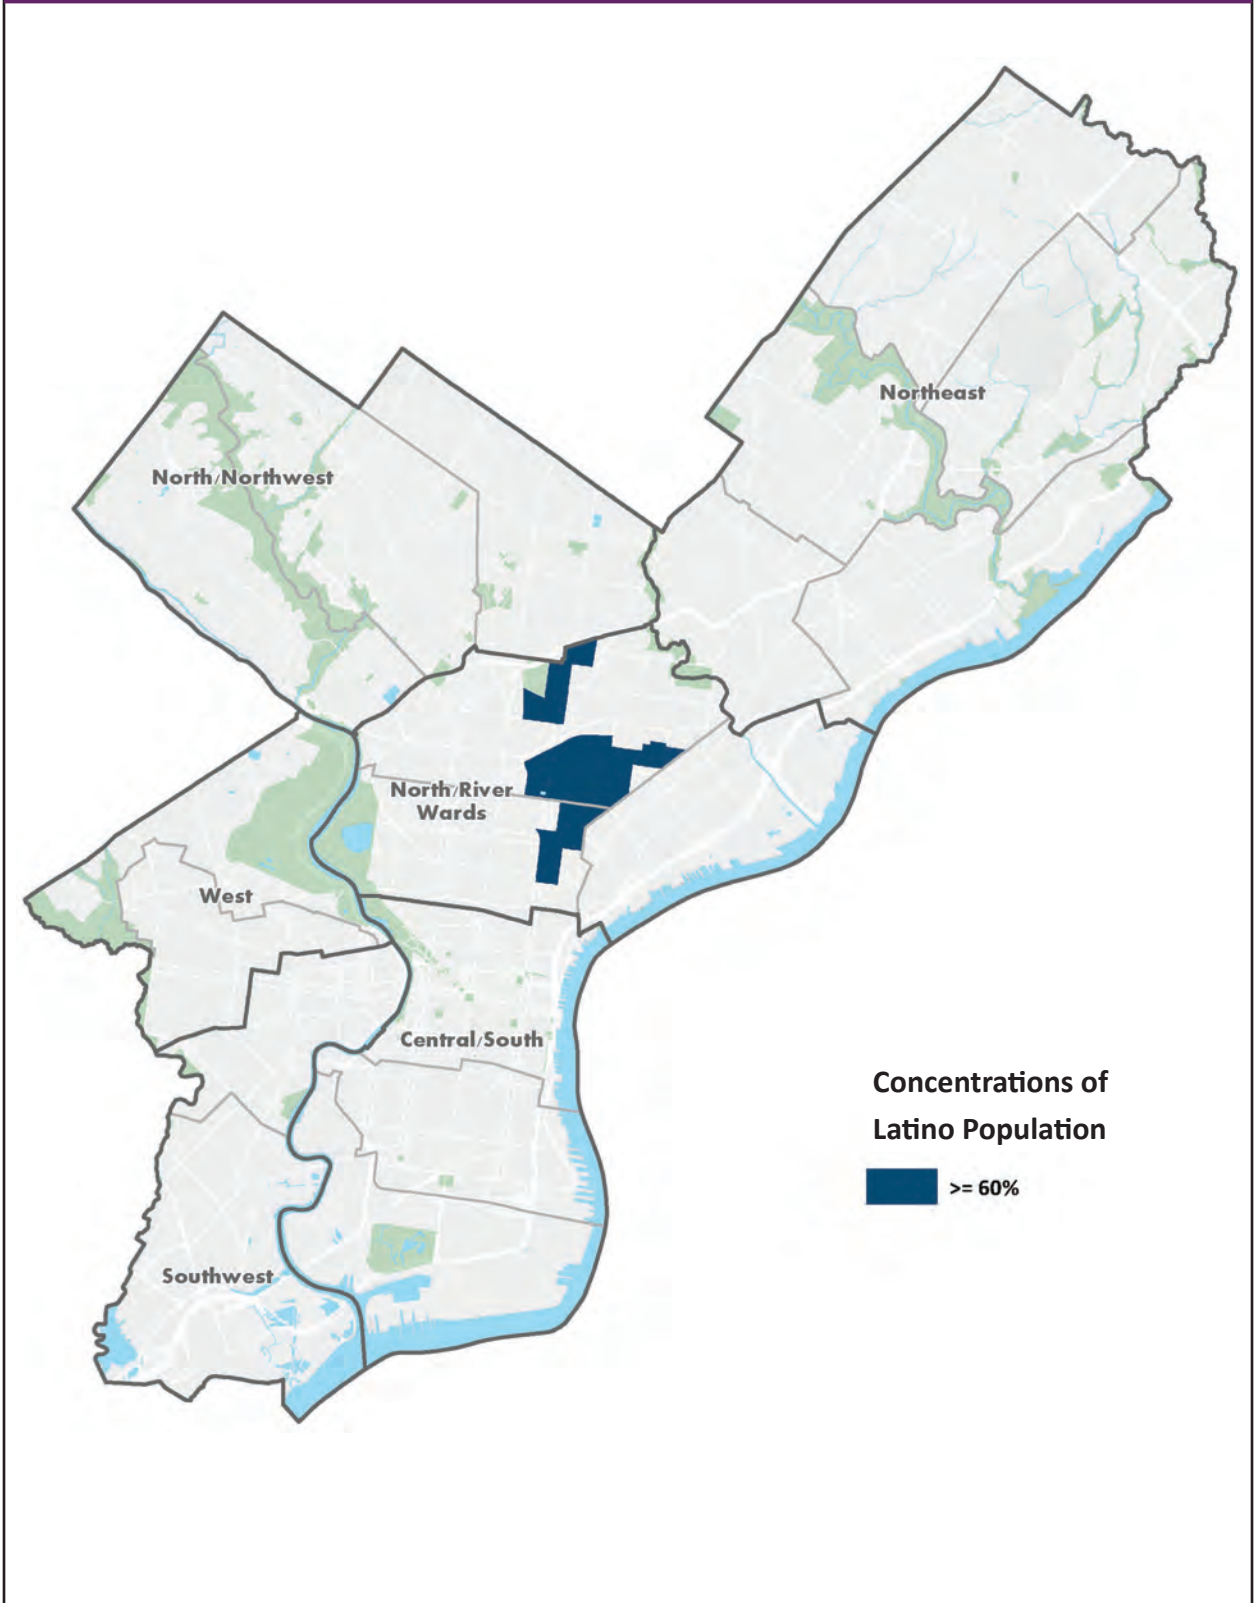 Northeast
North/Northwest
North/River
Wards
West
Central/South
Concentrations of
Latino Population
>= 60%
Southwest